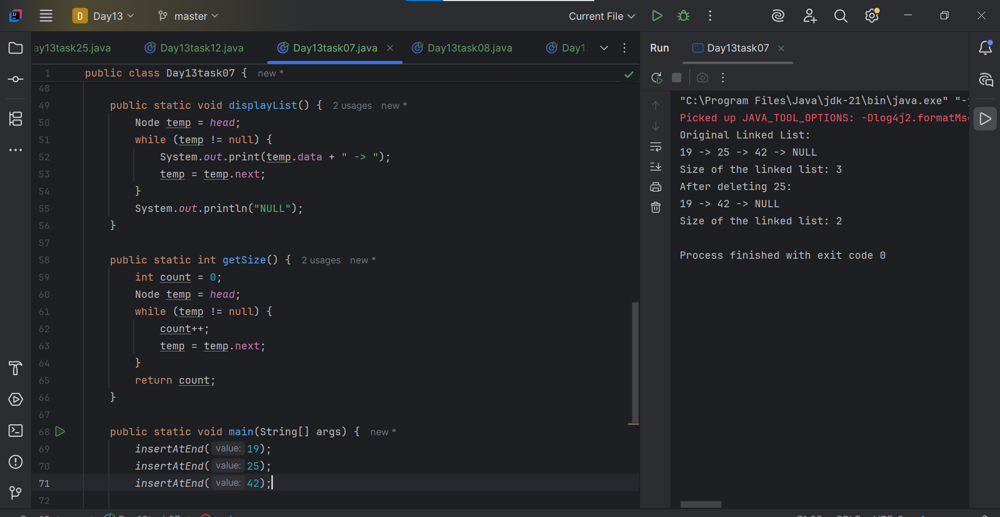 D Day13 master Current File
ay13task25.java Day13task12.java Day13task07.java Day13task08.java Day1
1 public class Day13task07 { new *
48
49 public static void displayList() { 2 usages new *
50 Node temp = head;
51 while (temp != null) {
52 System.out.print(temp.data + " -> ");
53 temp = temp.next;
54 }
55 System.out.println("NULL");
56 }
57
58 public static int getSize() { 2 usages new *
59 int count = 0;
60 Node temp = head;
61 while (temp != null) {
62 count++;
63 temp = temp.next;
64 }
65 return count;
66 }
67
68 public static void main(String[] args) { new *
69 insertAtEnd( value: 19);
70 insertAtEnd( value: 25);
71 insertAtEnd( value: 42);
72
Run Day13task07
"C:\Program Files\Java\jdk-21\bin\java.exe" "-
Picked up JAVA_TOOL_OPTIONS: -Dlog4j2.formatMs
Original Linked List:
19 -> 25 -> 42 -> NULL
Size of the linked list: 3
After deleting 25:
19 -> 42 -> NULL
Size of the linked list: 2
Process finished with exit code 0